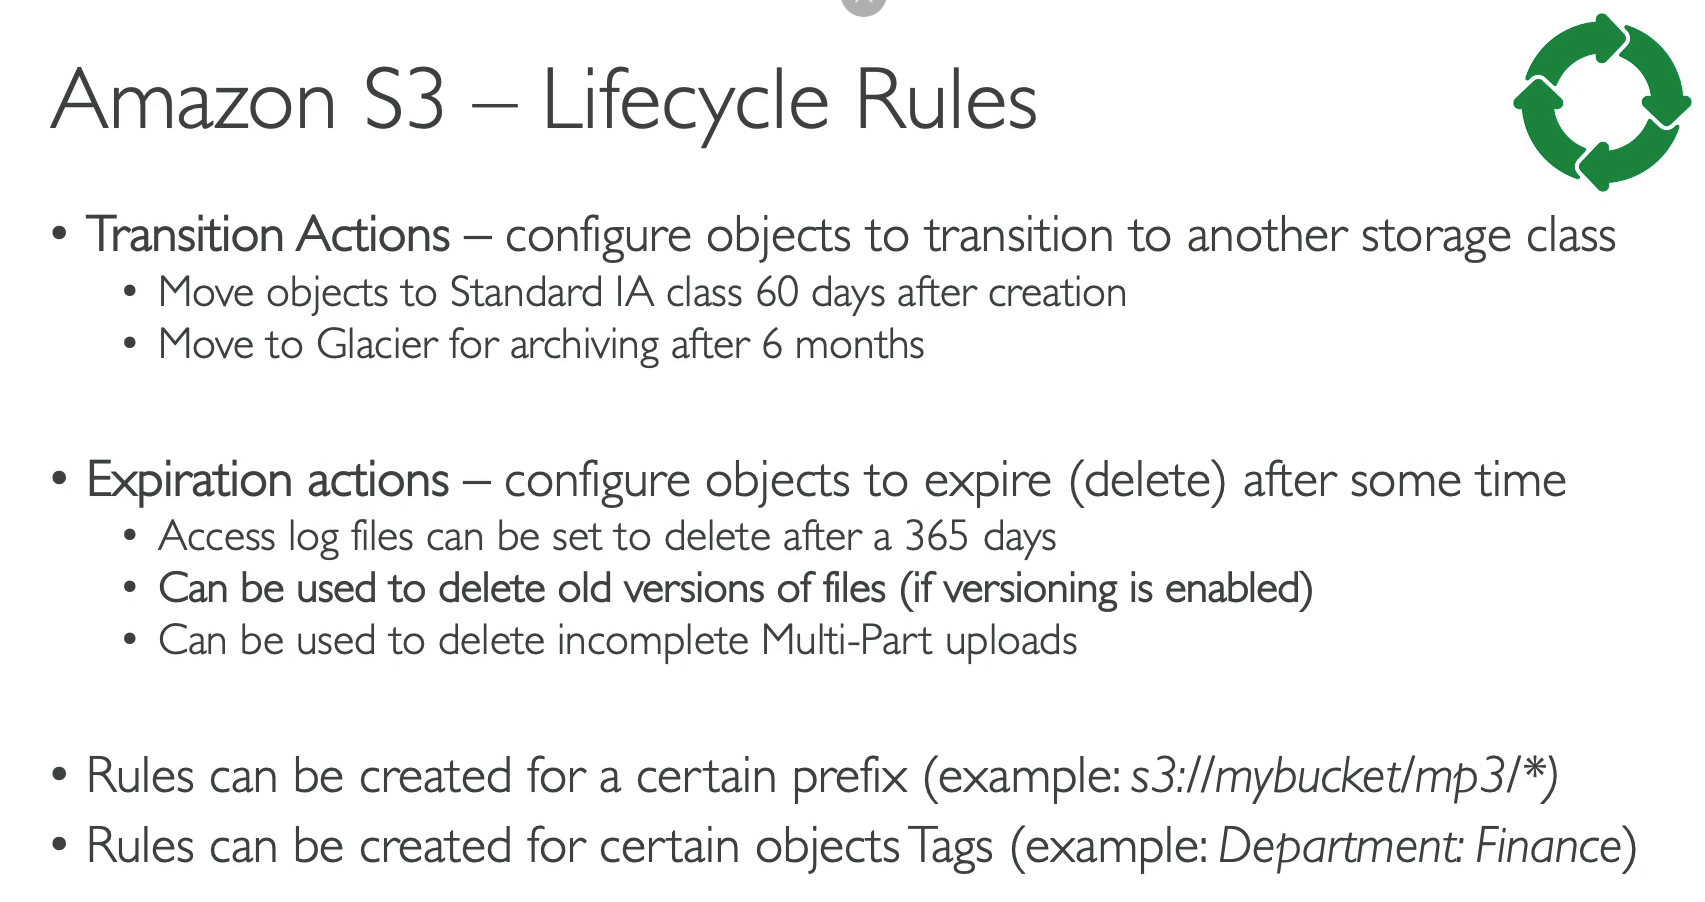 Amazon S3 – Lifecycle Rules
• Transition Actions – configure objects to transition to another storage class
• Move objects to Standard IA class 60 days after creation
• Move to Glacier for archiving after 6 months
• Expiration actions – configure objects to expire (delete) after some time
• Access log files can be set to delete after a 365 days
• Can be used to delete old versions of files (if versioning is enabled)
• Can be used to delete incomplete Multi-Part uploads
• Rules can be created for a certain prefix (example: s3://mybucket/mp3/*)
• Rules can be created for certain objects Tags (example: Department: Finance)